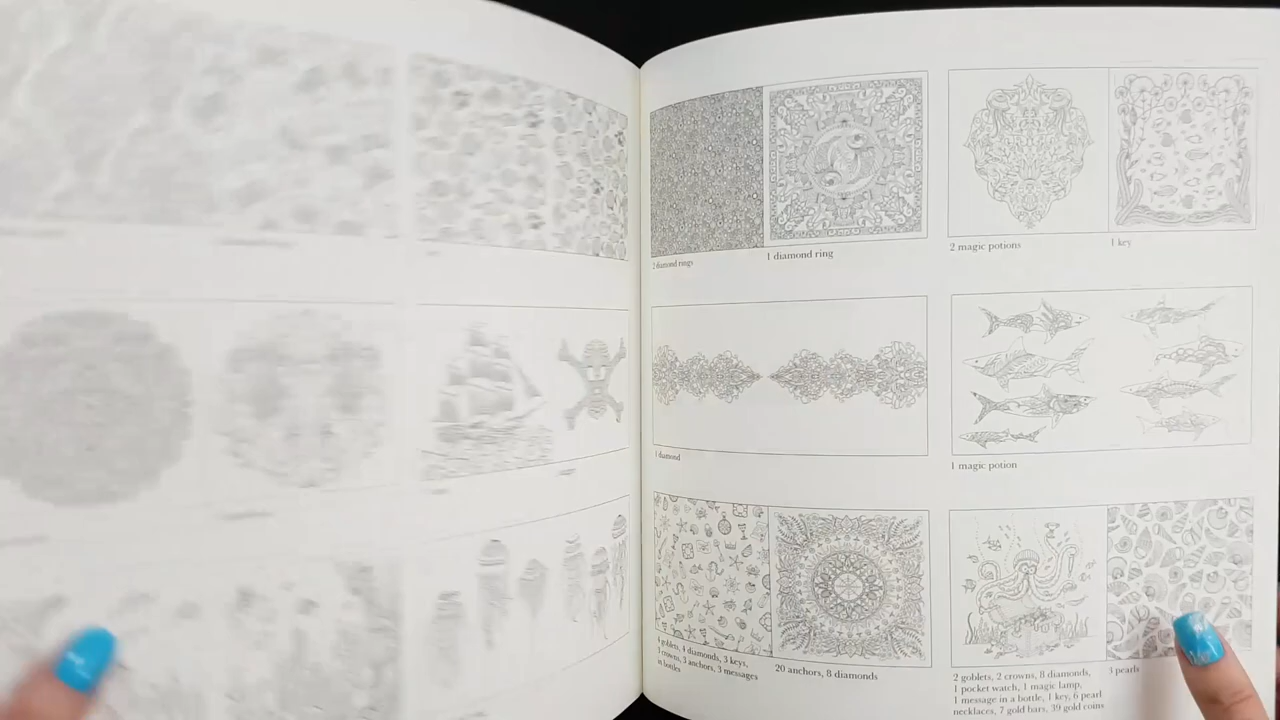 2 diamond rings
1 diamond ring
2 magic potions
1 key
1 diamond
1 magic potion
4 goblets, 4 diamonds, 3 keys,
3 crowns, 3 anchors, 3 messages
in bottles
20 anchors, 8 diamonds
2 goblets, 2 crowns, 8 diamonds,
1 pocket watch, 1 magic lamp,
1 message in a bottle, 1 key, 6 pearl
necklaces, 7 gold bars, 39 gold coins
3 pearls